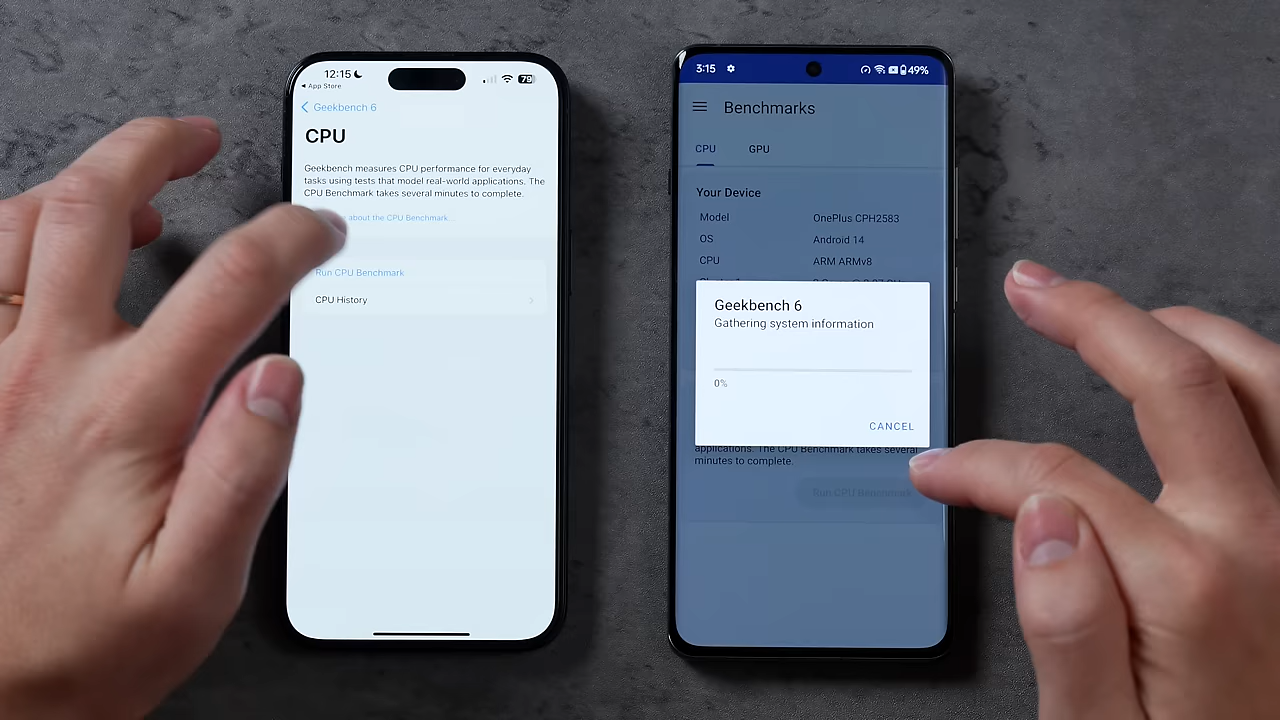 12:15
App Store
79
Geekbench 6
CPU
Geekbench measures CPU performance for everyday
tasks using tests that model real-world applications. The
CPU Benchmark takes several minutes to complete.
about the CPU Benchmark...
Run CPU Benchmark
CPU History
3:15
49%
Benchmarks
CPU
GPU
Your Device
Model
OnePlus CPH2583
OS
Android 14
CPU
ARM ARMv8
Geekbench 6
Gathering system information
0%
CANCEL
applications. The CPU Benchmark takes several
minutes to complete.
Run CPU Benchmark